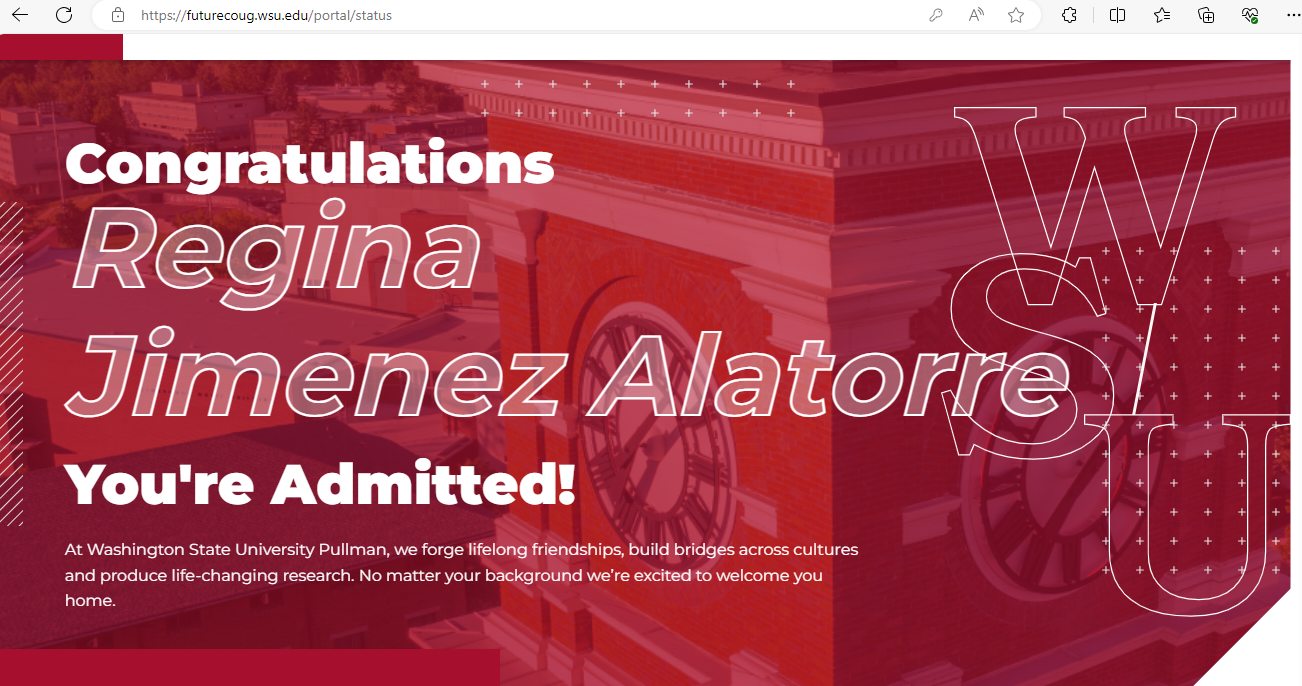 https://futurecoug.wsu.edu/portal/status
Congratulations
Regina
Jimenez Alatorre
You're Admitted!
At Washington State University Pullman, we forge lifelong friendships, build bridges across cultures
and produce life-changing research. No matter your background we’re excited to welcome you
home.
W
S
U